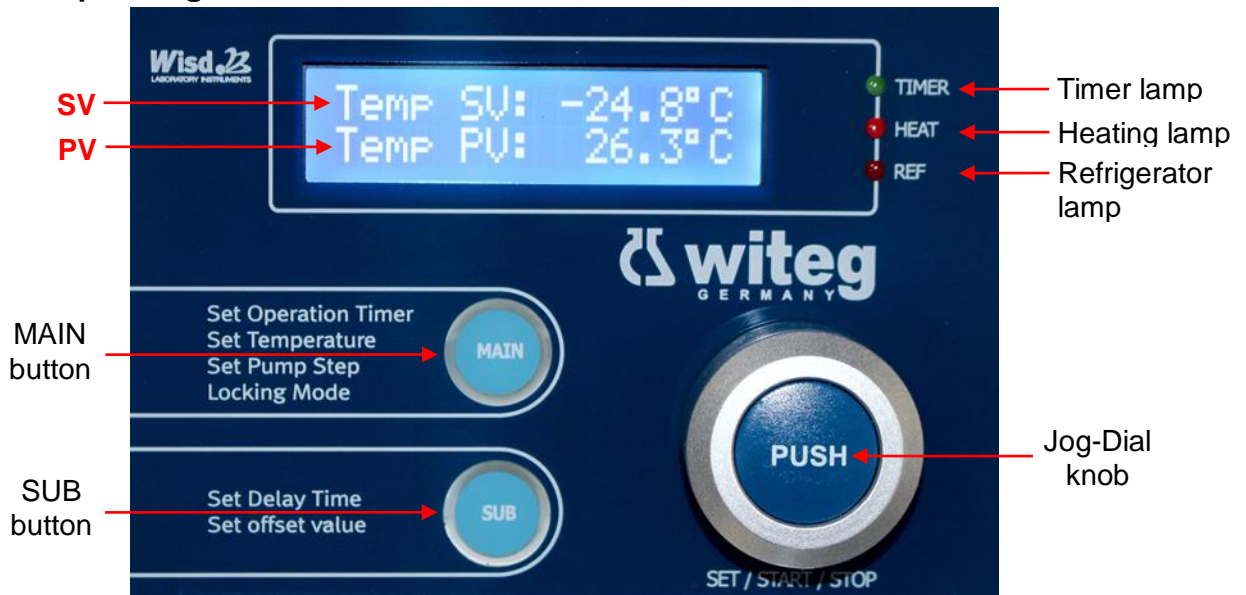 Wisd.23
LABORATORY INSTRUMENTS
SV
Temp SV: -24.8°C
PV
Temp PV: 26.3°C
TIMER
Timer lamp
HEAT
Heating lamp
REF
Refrigerator
lamp
witeg
GERMANY
MAIN
button
Set Operation Timer
Set Temperature
Set Pump Step
Locking Mode
MAIN
PUSH
Jog-Dial
knob
SUB
button
Set Delay Time
Set offset value
SUB
SET / START / STOP